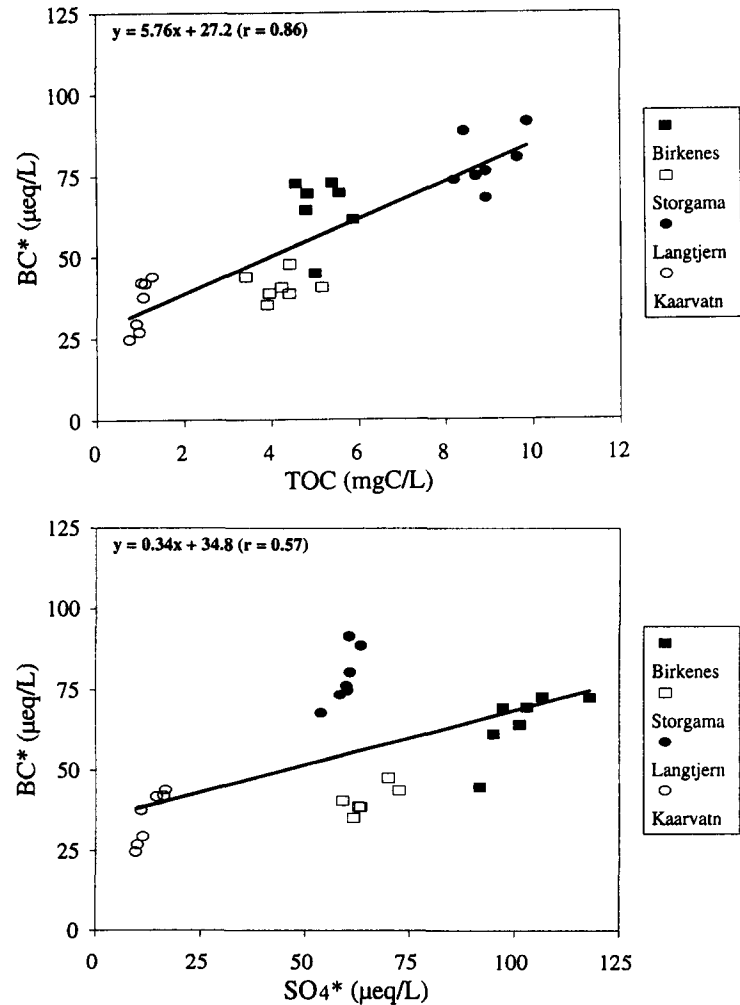 125
y = 5.76x + 27.2 (r = 0.86)
100
75
50
25
0
BC* (µeq/L)
0 2 4 6 8 10 12
TOC (mgC/L)
Birkenes
Storgama
Langtjern
Kaarvatn
125
y = 0.34x + 34.8 (r = 0.57)
100
75
50
25
0
BC* (µeq/L)
0 25 50 75 100 125
SO4* (µeq/L)
Birkenes
Storgama
Langtjern
Kaarvatn